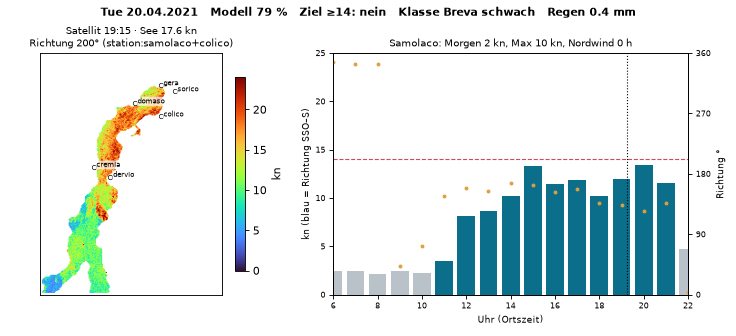 Tue 20.04.2021   Modell 79 %   Ziel ≥14: nein   Klasse Breva schwach   Regen 0.4 mm
Satellit 19:15 · See 17.6 kn
Richtung 200° (station:samolaco+colico)
gera
sorico
domaso
colico
cremia
dervio
20
15
10
5
0
kn
Samolaco: Morgen 2 kn, Max 10 kn, Nordwind 0 h
kn (blau = Richtung SSO-S)
25
20
15
10
5
0
6 8 10 12 14 16 18 20 22
Uhr (Ortszeit)
360
270
180
90
0
Richtung °